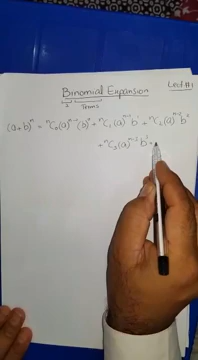 Lect#1
Binomial Expansion
2 Terms
(a+b)ⁿ = ⁿC₀(a)ⁿ⁻⁰(b)⁰ + ⁿC₁(a)ⁿ⁻¹b¹ + ⁿC₂(a)ⁿ⁻²b²
+ ⁿC₃(a)ⁿ⁻³b³ +